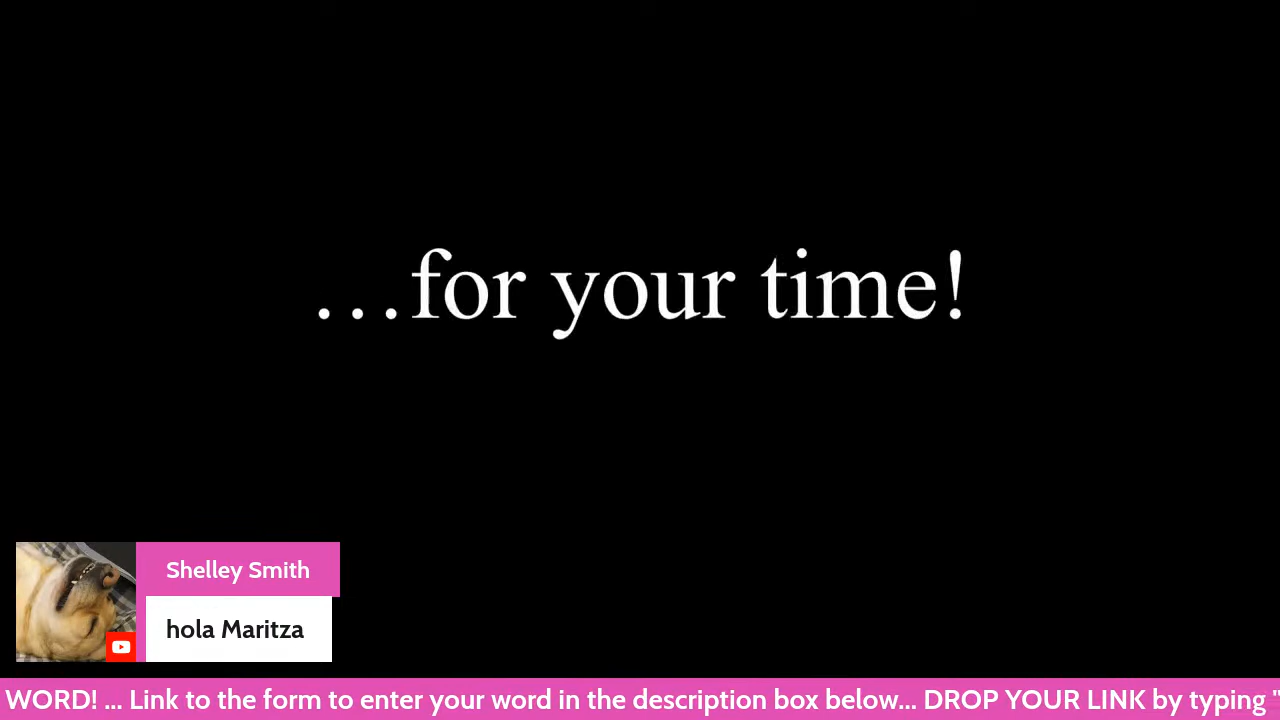 …for your time!
Shelley Smith
hola Maritza
WORD! ... Link to the form to enter your word in the description box below... DROP YOUR LINK by typing "